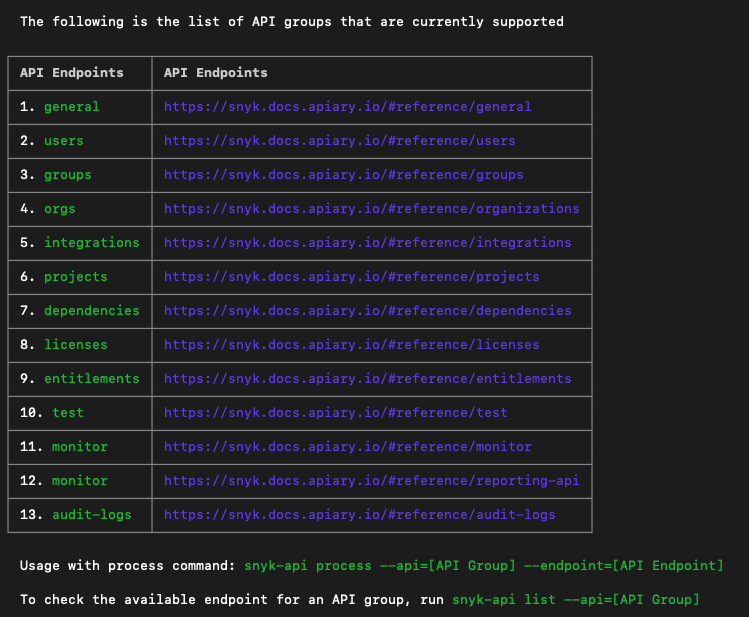 The following is the list of API groups that are currently supported
API Endpoints API Endpoints
1. general https://snyk.docs.apiary.io/#reference/general
2. users https://snyk.docs.apiary.io/#reference/users
3. groups https://snyk.docs.apiary.io/#reference/groups
4. orgs https://snyk.docs.apiary.io/#reference/organizations
5. integrations https://snyk.docs.apiary.io/#reference/integrations
6. projects https://snyk.docs.apiary.io/#reference/projects
7. dependencies https://snyk.docs.apiary.io/#reference/dependencies
8. licenses https://snyk.docs.apiary.io/#reference/licenses
9. entitlements https://snyk.docs.apiary.io/#reference/entitlements
10. test https://snyk.docs.apiary.io/#reference/test
11. monitor https://snyk.docs.apiary.io/#reference/monitor
12. monitor https://snyk.docs.apiary.io/#reference/reporting-api
13. audit-logs https://snyk.docs.apiary.io/#reference/audit-logs
Usage with process command: snyk-api process --api=[API Group] --endpoint=[API Endpoint]
To check the available endpoint for an API group, run snyk-api list --api=[API Group]